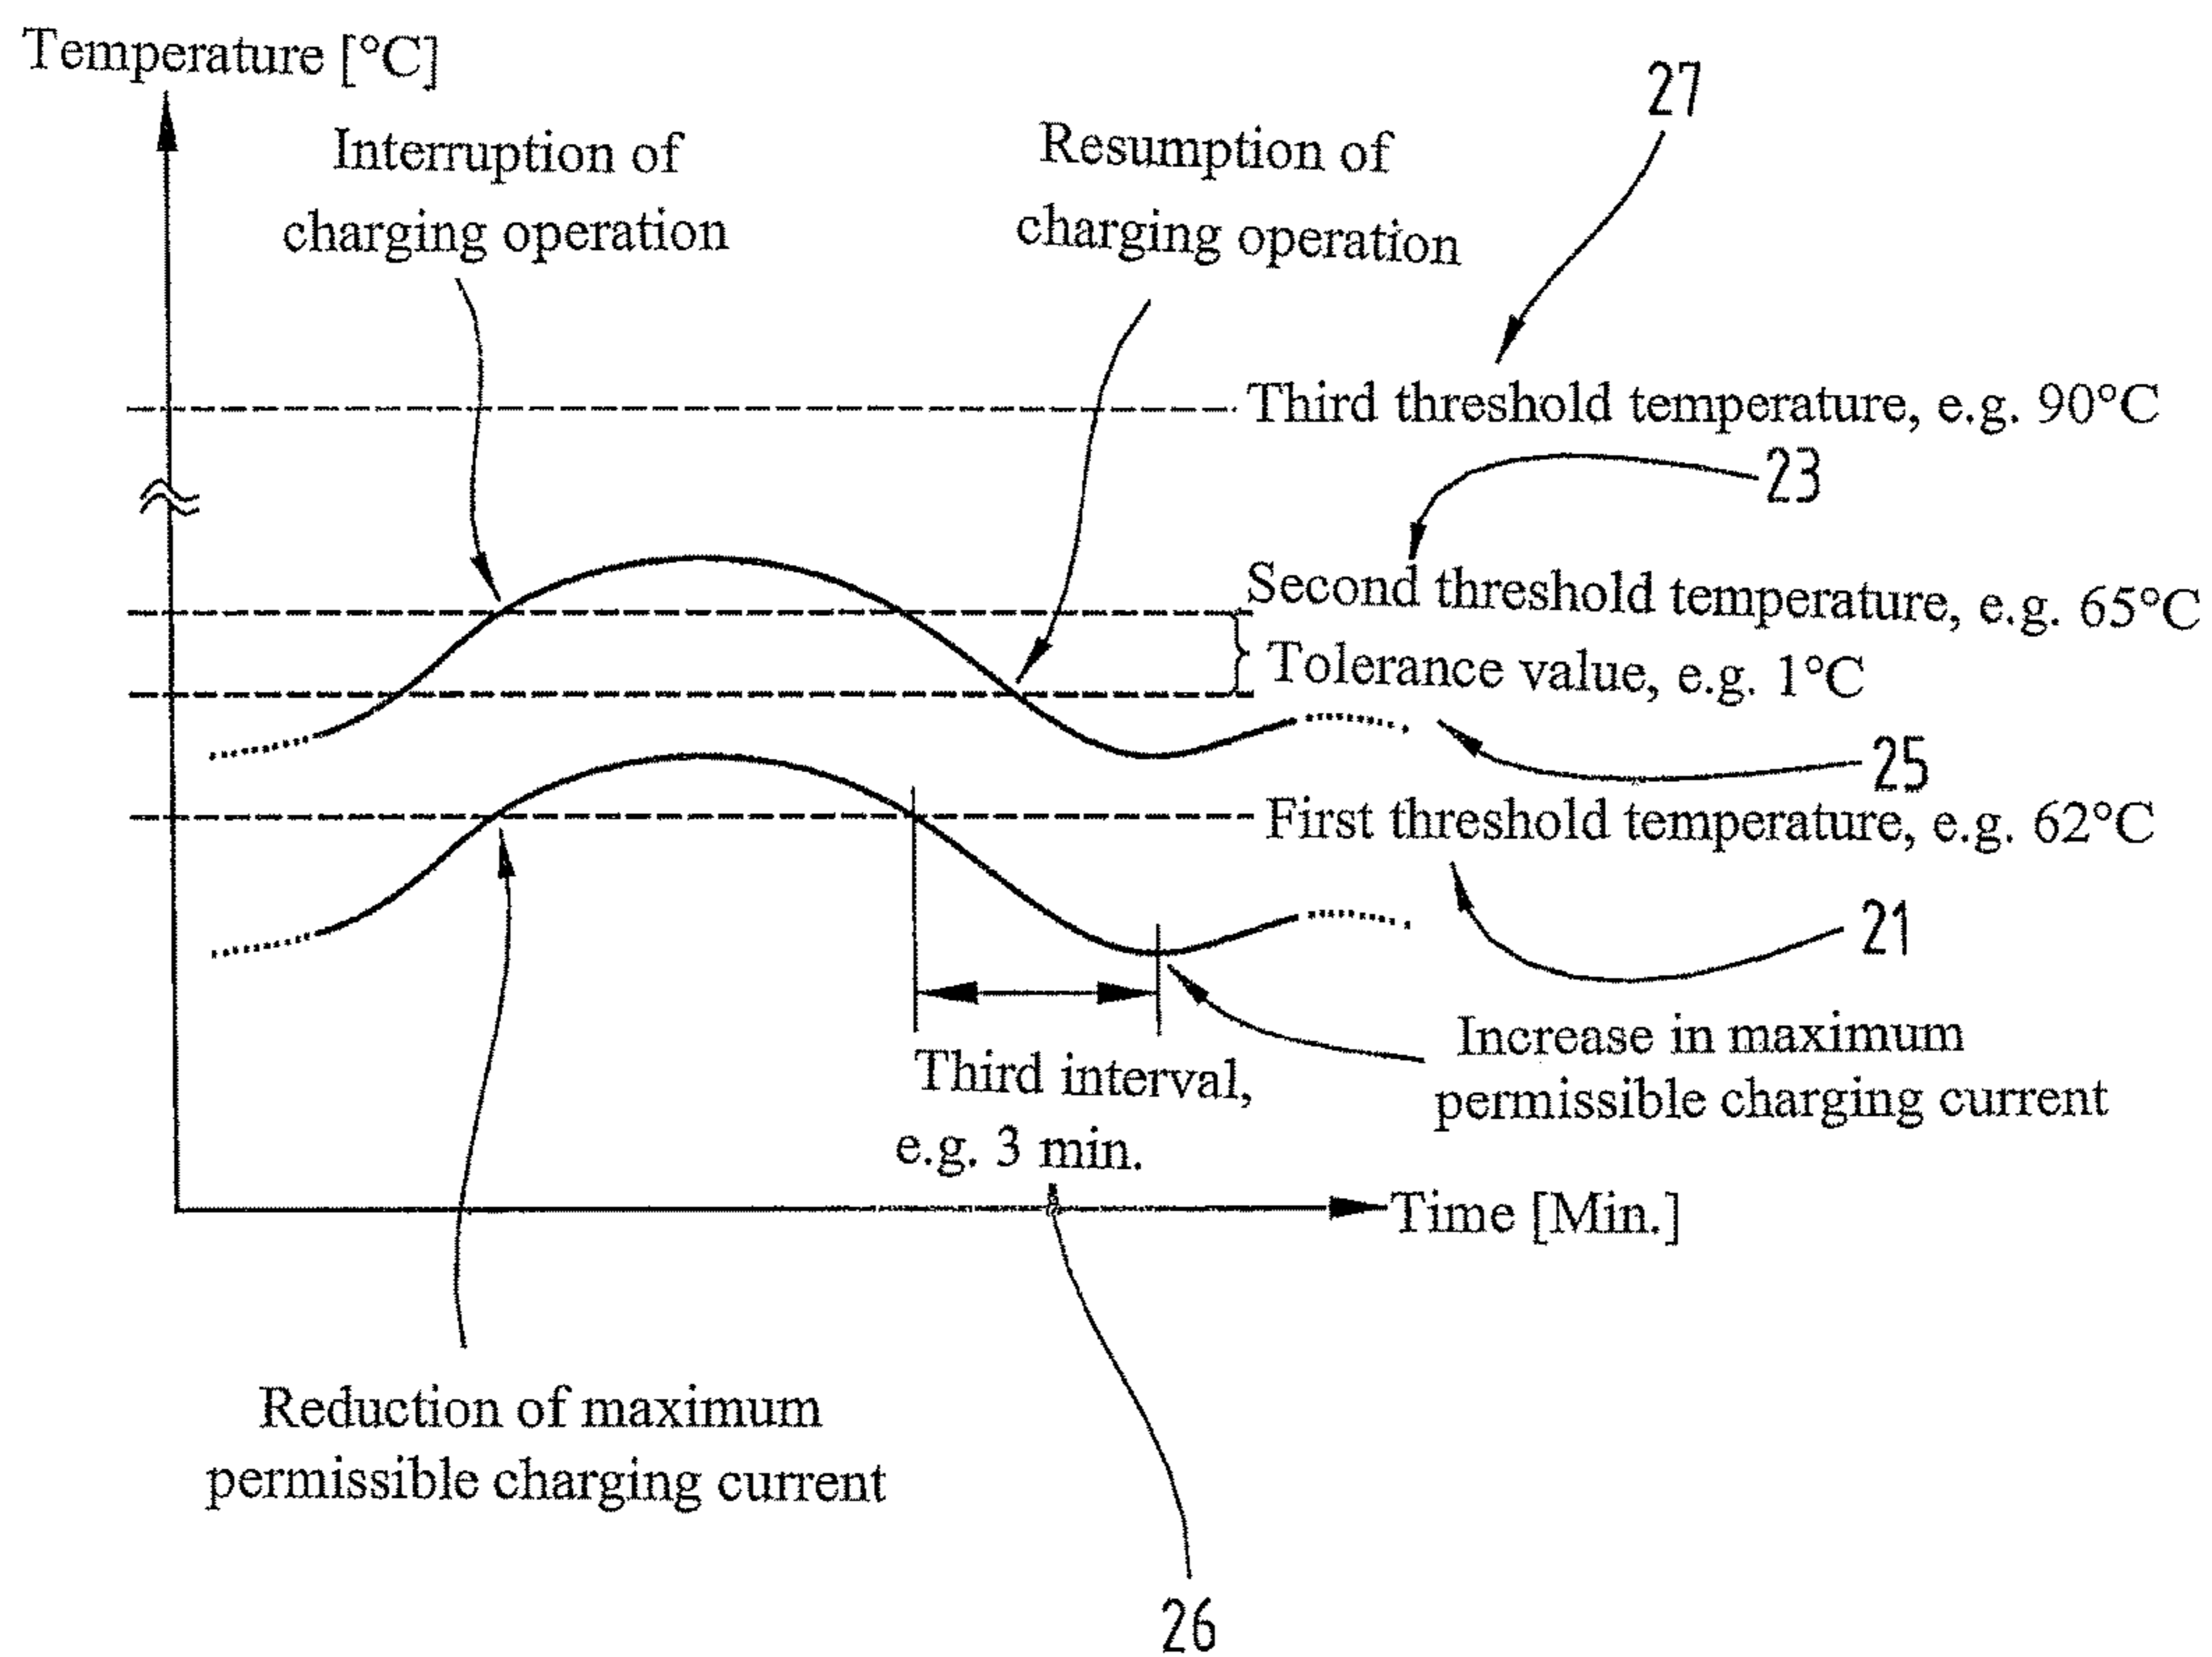 Temperature [°C]
27
Interruption of
charging operation
Resumption of
charging operation
Third threshold temperature, e.g. 90°C
23
Second threshold temperature, e.g. 65°C
Tolerance value, e.g. 1°C
25
First threshold temperature, e.g. 62°C
21
Increase in maximum
permissible charging current
Third interval,
e.g. 3 min.
Time [Min.]
Reduction of maximum
permissible charging current
26